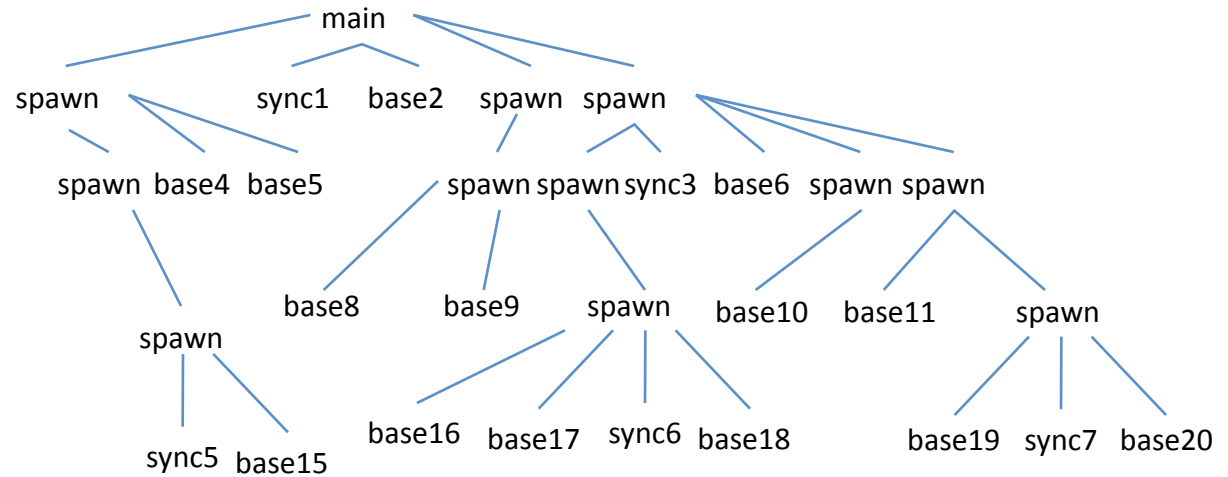 main
spawn sync1 base2 spawn spawn
spawn base4 base5 spawn spawn sync3 base6 spawn spawn
base8 base9 spawn base10 base11 spawn
spawn
base16 base17 sync6 base18 base19 sync7 base20
sync5 base15